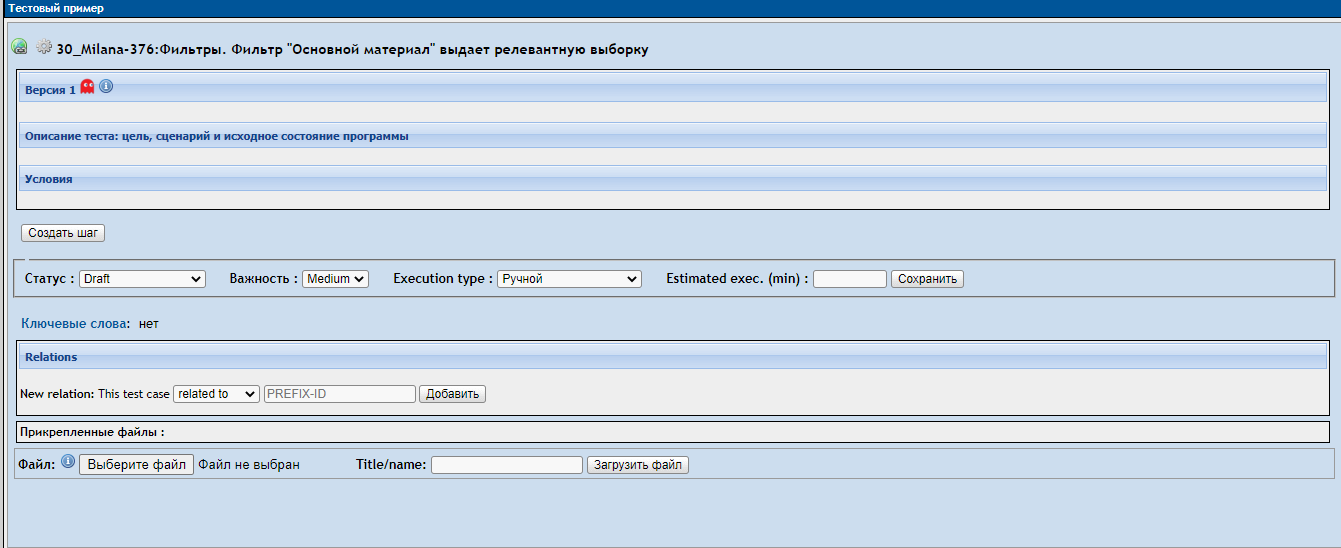 Тестовый пример
30_Milana-376:Фильтры. Фильтр "Основной материал" выдает релевантную выборку
Версия 1
Описание теста: цель, сценарий и исходное состояние программы
Условия
Создать шаг
Статус : Draft Важность : Medium Execution type : Ручной Estimated exec. (min) : Сохранить
Ключевые слова: нет
Relations
New relation: This test case related to PREFIX-ID Добавить
Прикрепленные файлы :
Файл: Выберите файл Файл не выбран Title/name: Загрузить файл